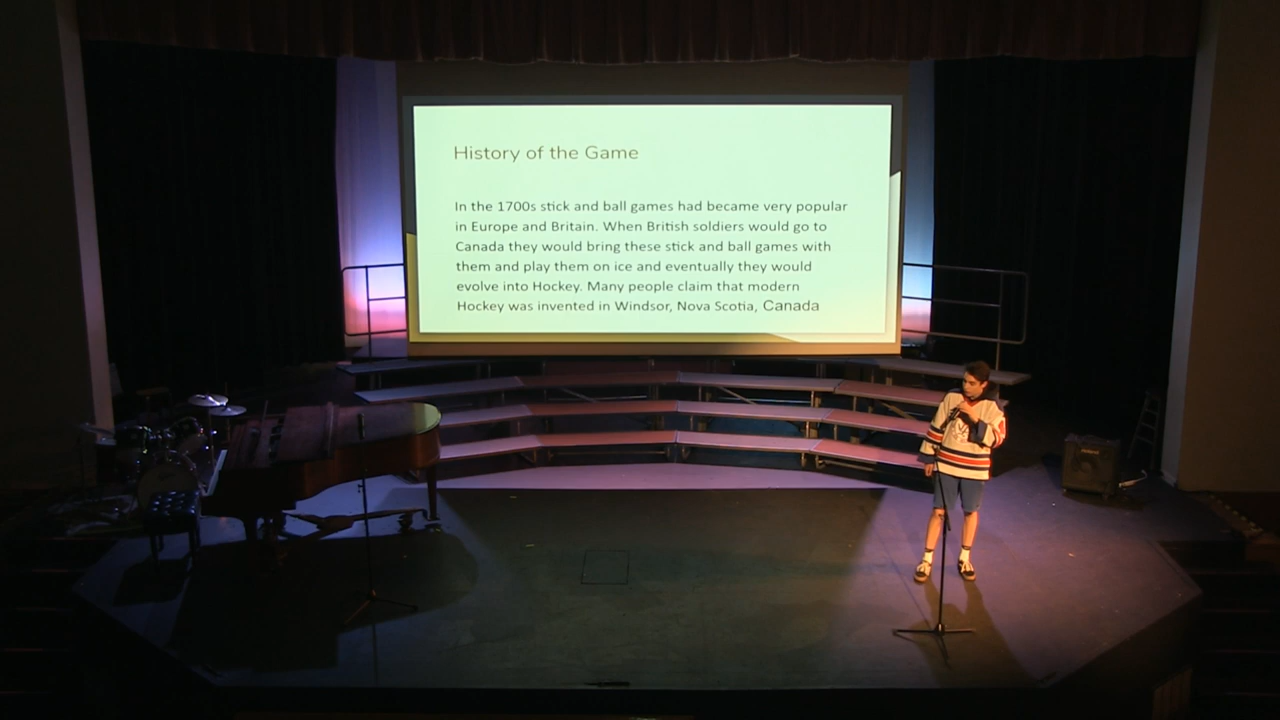 History of the Game
In the 1700s stick and ball games had became very popular
in Europe and Britain. When British soldiers would go to
Canada they would bring these stick and ball games with
them and play them on ice and eventually they would
evolve into Hockey. Many people claim that modern
Hockey was invented in Windsor, Nova Scotia, Canada